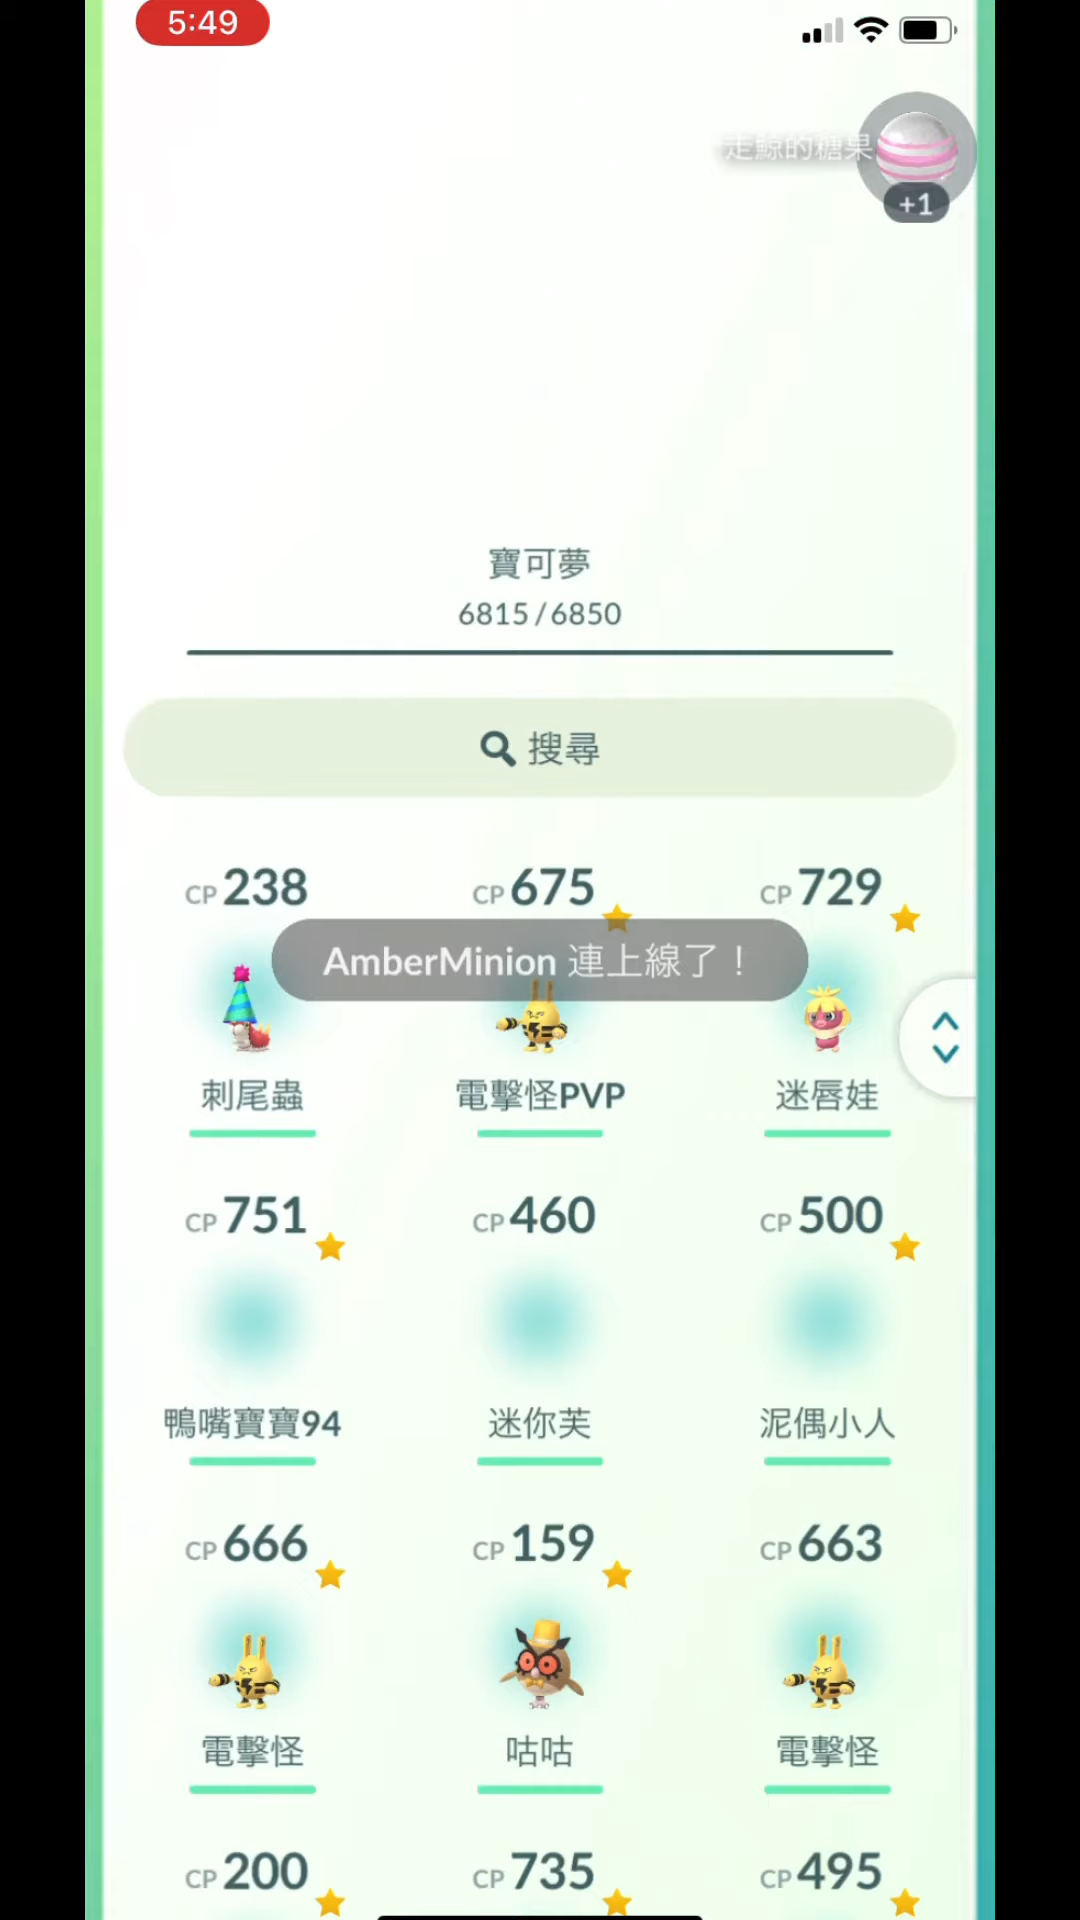 5:49
走鯨的糖果
+1
寶可夢
6815/6850
搜尋
CP 238 CP 675 CP 729
AmberMinion 連上線了！
刺尾蟲 電擊怪PVP 迷唇娃
CP 751 CP 460 CP 500
鴨嘴寶寶94 迷你芙 泥偶小人
CP 666 CP 159 CP 663
電擊怪 咕咕 電擊怪
CP 200 CP 735 CP 495